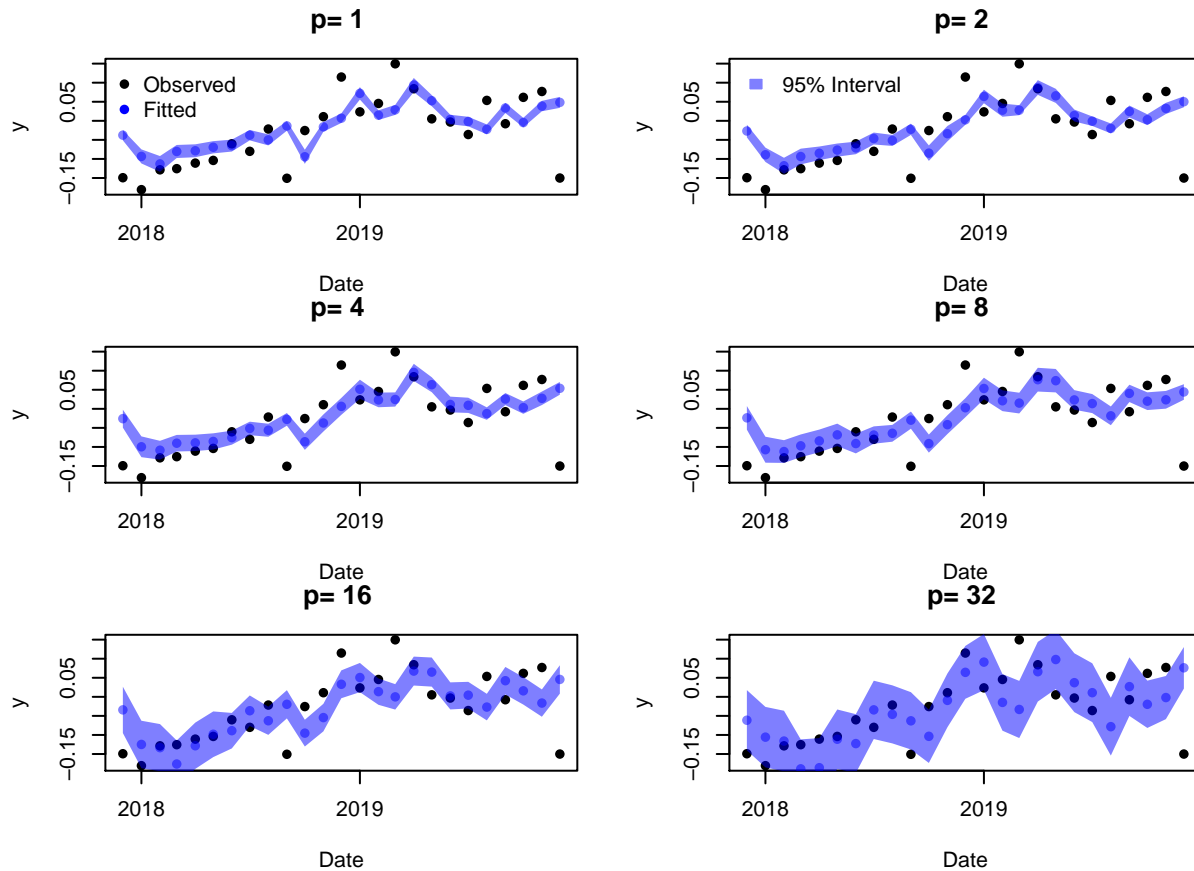 p= 1
p= 2
Observed
Fitted
95% Interval
y
0.05
−0.15
y
0.05
−0.15
2018
2019
2018
2019
Date
Date
p= 4
p= 8
y
0.05
−0.15
y
0.05
−0.15
2018
2019
2018
2019
Date
Date
p= 16
p= 32
y
0.05
−0.15
y
0.05
−0.15
2018
2019
2018
2019
Date
Date